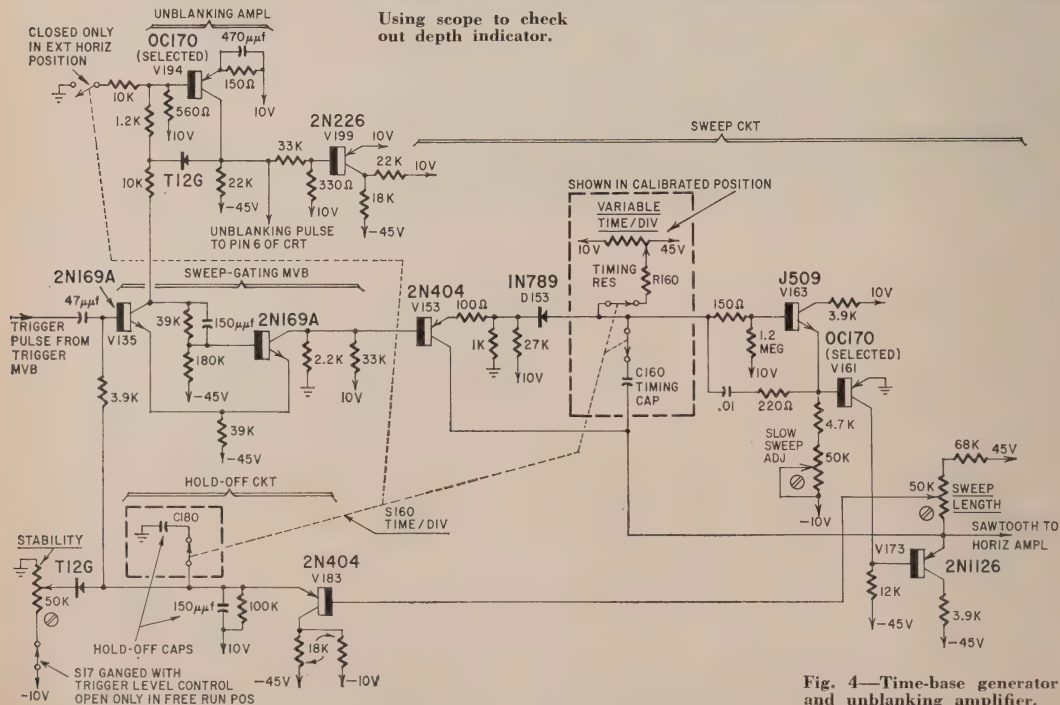 Using scope to check
out depth indicator.
UNBLANKING AMPL
CLOSED ONLY
IN EXT HORIZ
POSITION
OC170
(SELECTED)
V194
470μμf
150Ω
10V
10K
560Ω
10V
1.2K
T12G
10K
22K
-45V
33K
2N226
V199
10V
22K
10V
330Ω
10V
18K
-45V
UNBLANKING PULSE
TO PIN 6 OF CRT
SWEEP CKT
SHOWN IN CALIBRATED POSITION
VARIABLE
TIME/DIV
10V
45V
TIMING
RES
R160
C160
TIMING
CAP
2N169A
SWEEP-GATING MVB
47μμf
TRIGGER
PULSE FROM
TRIGGER
MVB
V135
39K
150μμf
2N169A
180K
-45V
3.9K
39K
-45V
2.2K
33K
10V
2N404
V153
100Ω
1N789
D153
1K
27K
10V
150Ω
1.2
MEG
10V
J509
V163
3.9K
10V
OC170
(SELECTED)
V161
.01
220Ω
4.7K
SLOW
SWEEP
ADJ
50K
-10V
68K
45V
50K
SWEEP
LENGTH
SAWTOOTH TO
HORIZ AMPL
V173
2N1126
12K
-45V
3.9K
-45V
HOLD-OFF CKT
C180
S160
TIME/DIV
STABILITY
T12G
50K
2N404
V183
150μμf
100K
10V
HOLD-OFF CAPS
18K
-45V
-10V
S17 GANGED WITH
TRIGGER LEVEL CONTROL
OPEN ONLY IN FREE RUN POS
-10V
Fig. 4—Time-base generator
and unblanking amplifier.